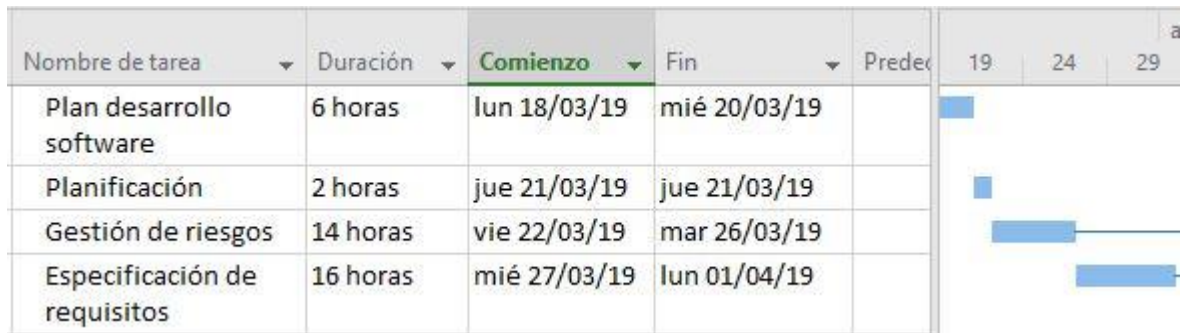 a
Nombre de tarea Duración Comienzo Fin Predec 19 24 29
Plan desarrollo 6 horas lun 18/03/19 mié 20/03/19
software
Planificación 2 horas jue 21/03/19 jue 21/03/19
Gestión de riesgos 14 horas vie 22/03/19 mar 26/03/19
Especificación de 16 horas mié 27/03/19 lun 01/04/19
requisitos